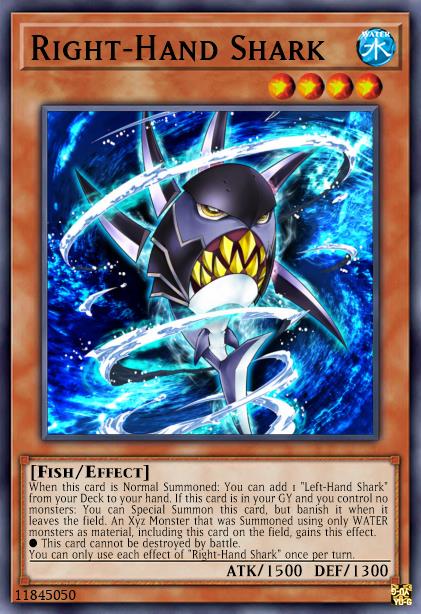 RIGHT-HAND SHARK
WATER
水
[FISH/EFFECT]
When this card is Normal Summoned: You can add 1 "Left-Hand Shark"
from your Deck to your hand. If this card is in your GY and you control no
monsters: You can Special Summon this card, but banish it when it
leaves the field. An Xyz Monster that was Summoned using only WATER
monsters as material, including this card on the field, gains this effect.
● This card cannot be destroyed by battle.
You can only use each effect of "Right-Hand Shark" once per turn.
ATK/1500 DEF/1300
11845050